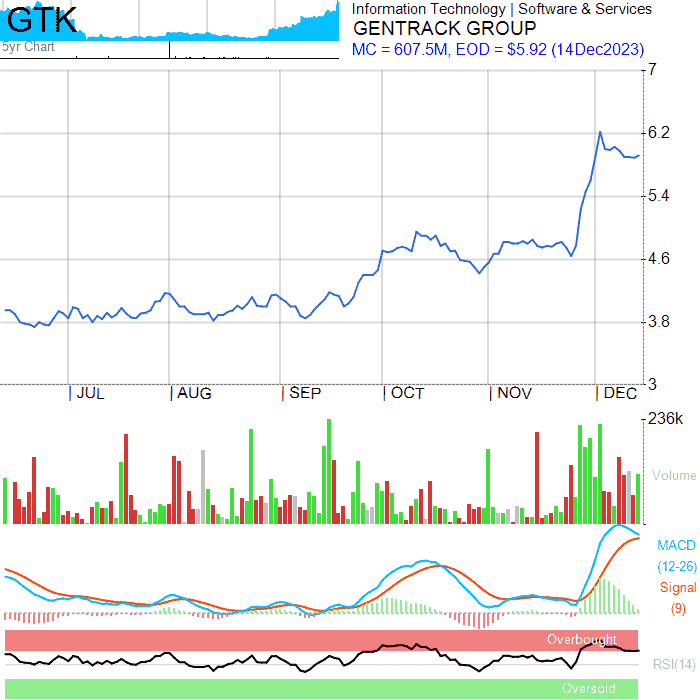 GTK
5yr Chart
Information Technology | Software & Services
GENTRACK GROUP
MC = 607.5M, EOD = $5.92 (14Dec2023)
7
6.2
5.4
4.6
3.8
3
JUL AUG SEP OCT NOV DEC
236k
Volume
MACD
(12-26)
Signal
(9)
Overbought
RSI(14)
Oversold